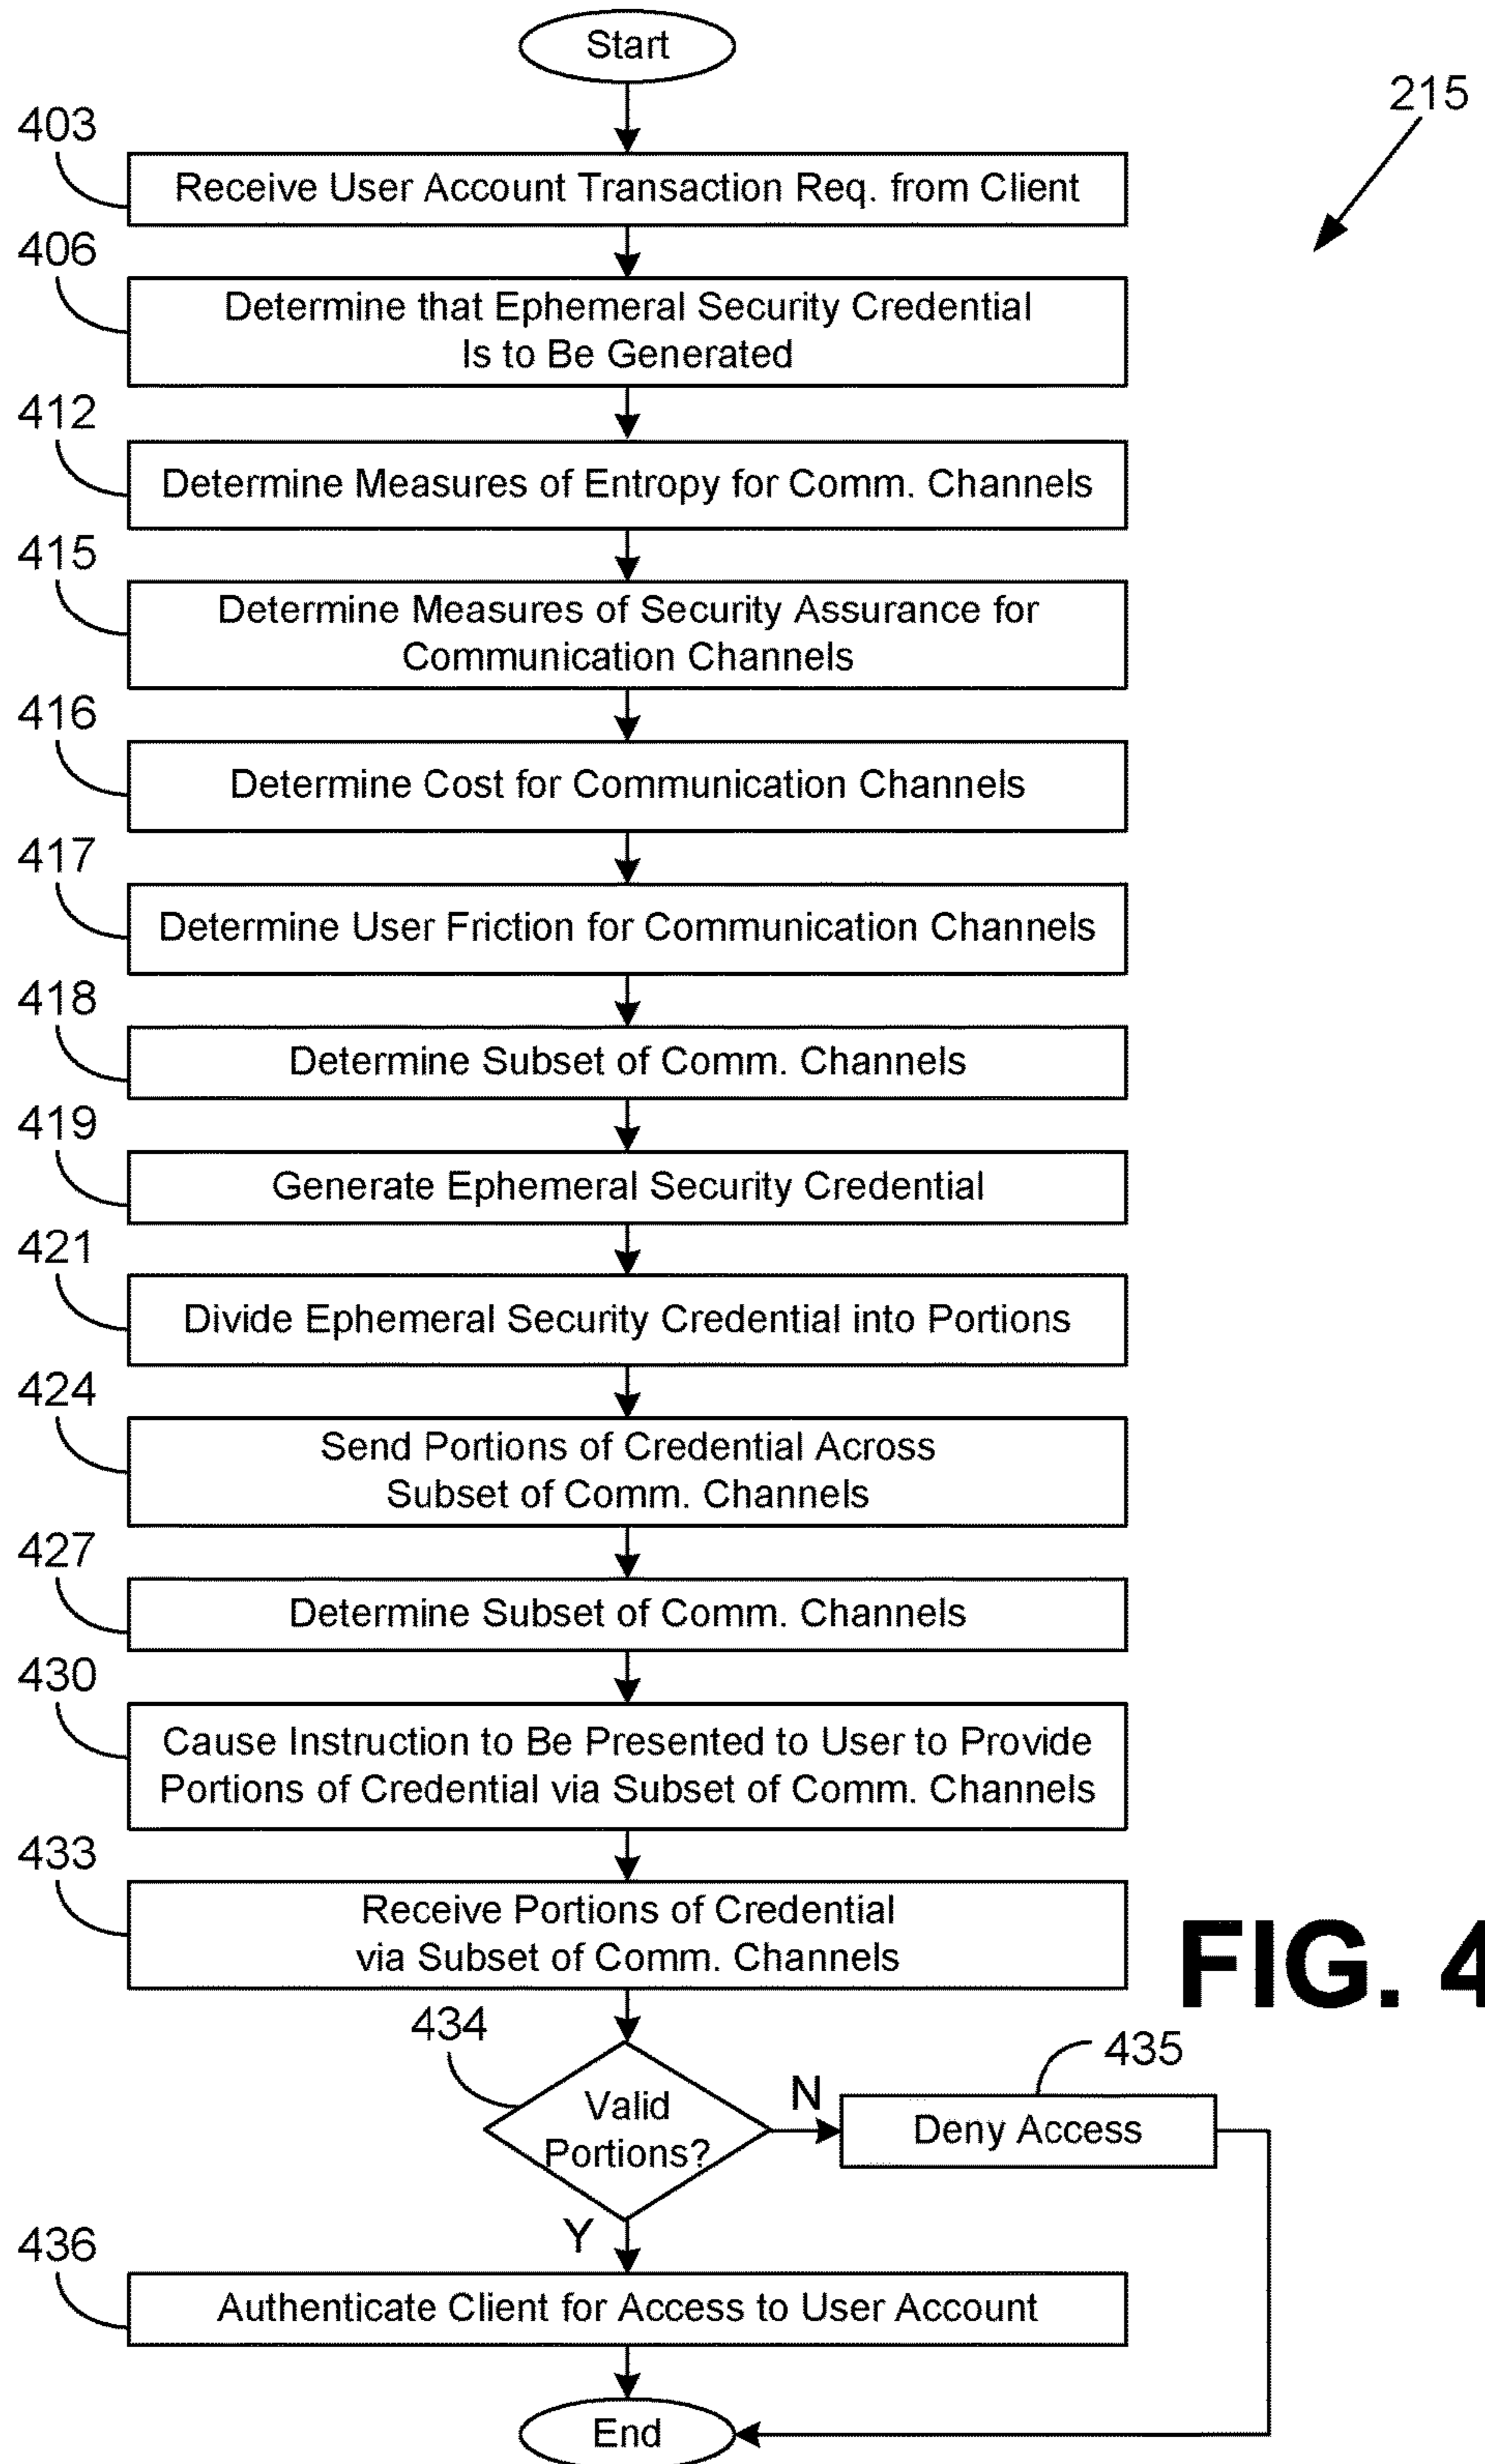 Start
215
403
Receive User Account Transaction Req. from Client
406
Determine that Ephemeral Security Credential
Is to Be Generated
412
Determine Measures of Entropy for Comm. Channels
415
Determine Measures of Security Assurance for
Communication Channels
416
Determine Cost for Communication Channels
417
Determine User Friction for Communication Channels
418
Determine Subset of Comm. Channels
419
Generate Ephemeral Security Credential
421
Divide Ephemeral Security Credential into Portions
424
Send Portions of Credential Across
Subset of Comm. Channels
427
Determine Subset of Comm. Channels
430
Cause Instruction to Be Presented to User to Provide
Portions of Credential via Subset of Comm. Channels
433
Receive Portions of Credential
via Subset of Comm. Channels
FIG. 4
434
Valid
Portions?
N
435
Deny Access
Y
436
Authenticate Client for Access to User Account
End